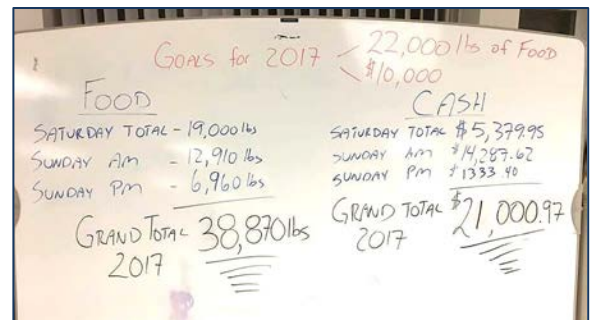 GOALS for 2017 - 22,000 lbs of FOOD
- $10,000
FOOD
SATURDAY TOTAL - 19,000 lbs
SUNDAY AM - 12,910 lbs
SUNDAY PM - 6,960 lbs
GRAND TOTAL 38,870 lbs
2017
CASH
SATURDAY TOTAL $5,379.95
SUNDAY AM $14,287.62
SUNDAY PM $1333.40
GRAND TOTAL $21,000.97
2017